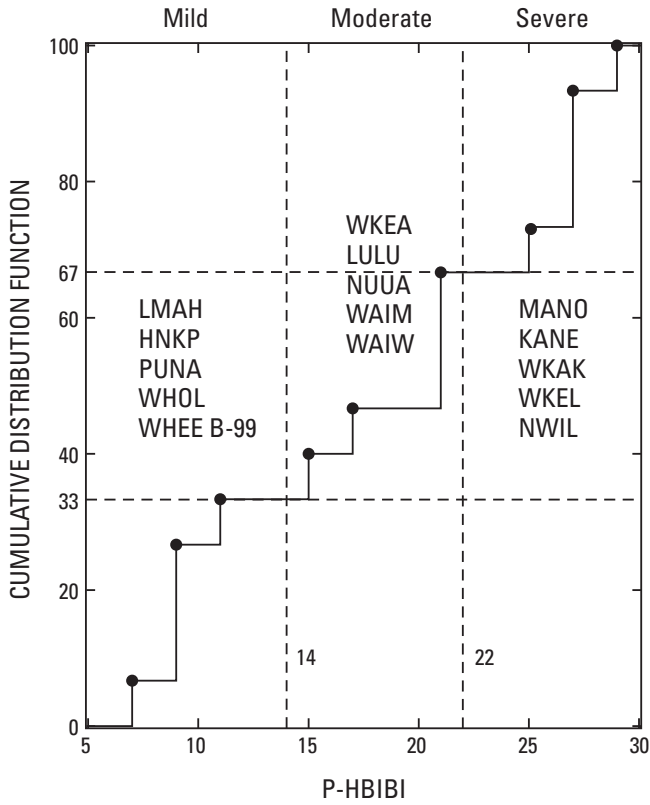 Mild Moderate Severe
100
80
67
60
40
33
20
0
CUMULATIVE DISTRIBUTION FUNCTION
LMAH
HNKP
PUNA
WHOL
WHEE B-99
WKEA
LULU
NUUA
WAIM
WAIW
MANO
KANE
WKAK
WKEL
NWIL
14
22
5 10 15 20 25 30
P-HBIBI